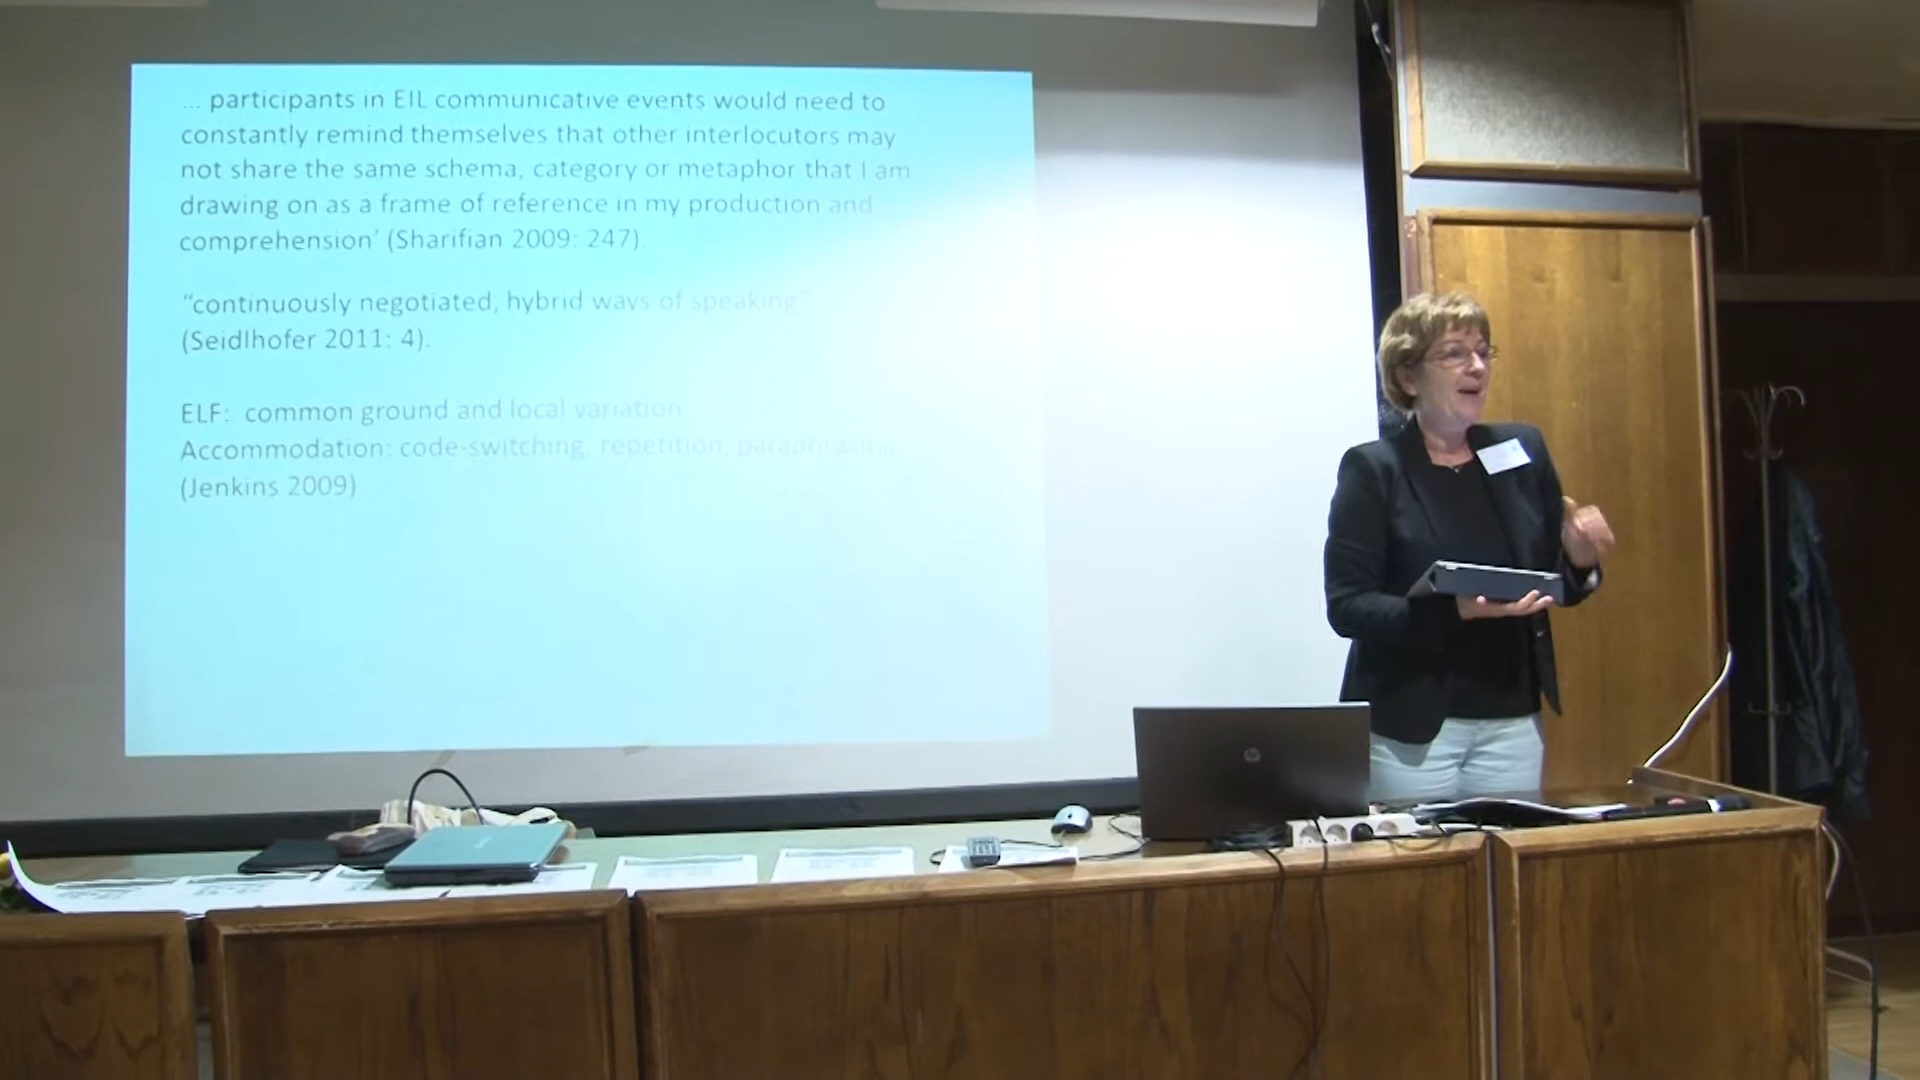 ... participants in EIL communicative events would need to
constantly remind themselves that other interlocutors may
not share the same schema, category or metaphor that I am
drawing on as a frame of reference in my production and
comprehension’ (Sharifian 2009: 247).
“continuously negotiated, hybrid ways of speaking”
(Seidlhofer 2011: 4).
ELF: common ground and local variation
Accommodation: code-switching, repetition, paraphrasing
(Jenkins 2009)
hp